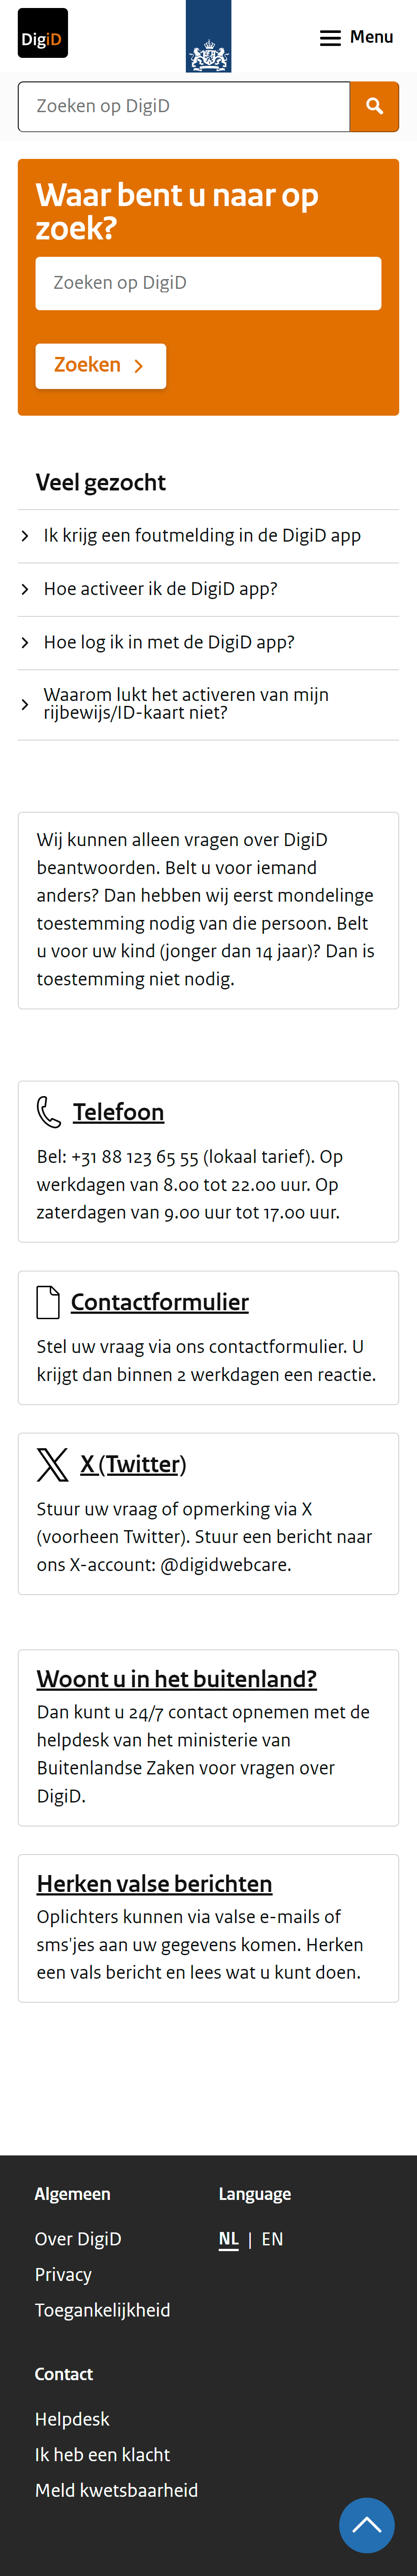 DigiD
Menu
Zoeken op DigiD
Waar bent u naar op
zoek?
Zoeken op DigiD
Zoeken
Veel gezocht
Ik krijg een foutmelding in de DigiD app
Hoe activeer ik de DigiD app?
Hoe log ik in met de DigiD app?
Waarom lukt het activeren van mijn
rijbewijs/ID-kaart niet?
Wij kunnen alleen vragen over DigiD
beantwoorden. Belt u voor iemand
anders? Dan hebben wij eerst mondelinge
toestemming nodig van die persoon. Belt
u voor uw kind (jonger dan 14 jaar)? Dan is
toestemming niet nodig.
Telefoon
Bel: +31 88 123 65 55 (lokaal tarief). Op
werkdagen van 8.00 tot 22.00 uur. Op
zaterdagen van 9.00 uur tot 17.00 uur.
Contactformulier
Stel uw vraag via ons contactformulier. U
krijgt dan binnen 2 werkdagen een reactie.
X (Twitter)
Stuur uw vraag of opmerking via X
(voorheen Twitter). Stuur een bericht naar
ons X-account: @digidwebcare.
Woont u in het buitenland?
Dan kunt u 24/7 contact opnemen met de
helpdesk van het ministerie van
Buitenlandse Zaken voor vragen over
DigiD.
Herken valse berichten
Oplichters kunnen via valse e-mails of
sms'jes aan uw gegevens komen. Herken
een vals bericht en lees wat u kunt doen.
Algemeen
Over DigiD
Privacy
Toegankelijkheid
Language
NL | EN
Contact
Helpdesk
Ik heb een klacht
Meld kwetsbaarheid